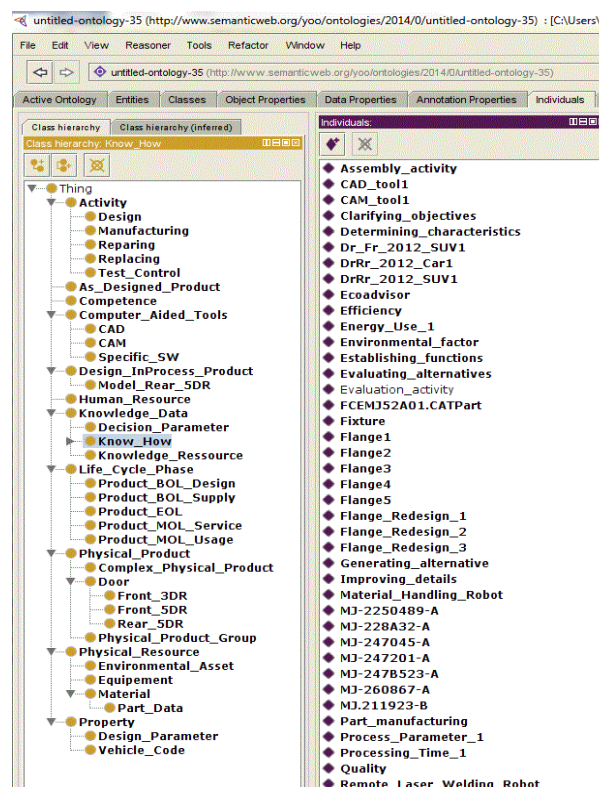 untitled-ontology-35 (http://www.semanticweb.org/yoo/ontologies/2014/0/untitled-ontology-35) : [C:\Users\
File Edit View Reasoner Tools Refactor Window Help
untitled-ontology-35 (http://www.semanticweb.org/yoo/ontologies/2014/0/untitled-ontology-35)
Active Ontology Entities Classes Object Properties Data Properties Annotation Properties Individuals
Class hierarchy Class hierarchy (inferred)
Class hierarchy: Know_How
Thing
Activity
Design
Manufacturing
Reparing
Replacing
Test_Control
As_Designed_Product
Competence
Computer_Aided_Tools
CAD
CAM
Specific_SW
Design_InProcess_Product
Model_Rear_5DR
Human_Resource
Knowledge_Data
Decision_Parameter
Know_How
Knowledge_Ressource
Life_Cycle_Phase
Product_BOL_Design
Product_BOL_Supply
Product_EOL
Product_MOL_Service
Product_MOL_Usage
Physical_Product
Complex_Physical_Product
Door
Front_3DR
Front_5DR
Rear_5DR
Physical_Product_Group
Physical_Resource
Environmental_Asset
Equipement
Material
Part_Data
Property
Design_Parameter
Vehicle_Code
Individuals:
Assembly_activity
CAD_tool1
CAM_tool1
Clarifying_objectives
Determining_characteristics
Dr_Fr_2012_SUV1
DrRr_2012_Car1
DrRr_2012_SUV1
Ecoadvisor
Efficiency
Energy_Use_1
Environmental_factor
Establishing_functions
Evaluating_alternatives
Evaluation_activity
FCEMJ52A01.CATPart
Fixture
Flange1
Flange2
Flange3
Flange4
Flange5
Flange_Redesign_1
Flange_Redesign_2
Flange_Redesign_3
Generating_alternative
Improving_details
Material_Handling_Robot
MJ-2250489-A
MJ-228A32-A
MJ-247045-A
MJ-247201-A
MJ-247B523-A
MJ-260867-A
MJ.211923-B
Part_manufacturing
Process_Parameter_1
Processing_Time_1
Quality
Remote_Laser_Welding_Robot